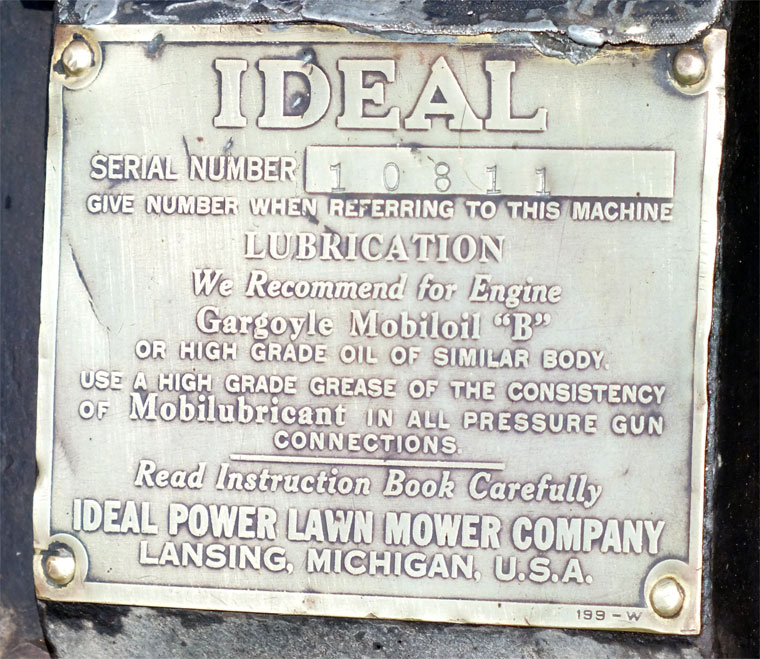 IDEAL
SERIAL NUMBER 10811
GIVE NUMBER WHEN REFERRING TO THIS MACHINE
LUBRICATION
We Recommend for Engine
Gargoyle Mobiloil "B"
OR HIGH GRADE OIL OF SIMILAR BODY.
USE A HIGH GRADE GREASE OF THE CONSISTENCY
OF Mobilubricant IN ALL PRESSURE GUN
CONNECTIONS.
Read Instruction Book Carefully
IDEAL POWER LAWN MOWER COMPANY
LANSING, MICHIGAN, U.S.A.
199-W